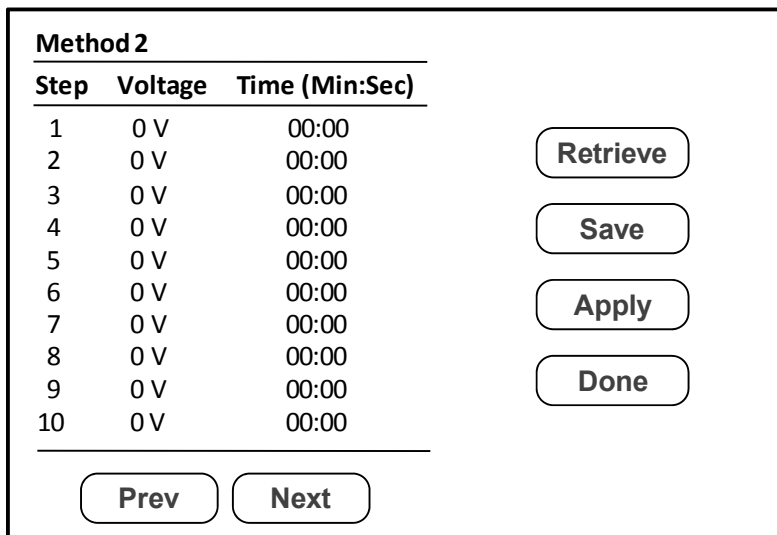 Method 2
Step Voltage Time (Min:Sec)
1 0 V 00:00
2 0 V 00:00
3 0 V 00:00
4 0 V 00:00
5 0 V 00:00
6 0 V 00:00
7 0 V 00:00
8 0 V 00:00
9 0 V 00:00
10 0 V 00:00
Retrieve
Save
Apply
Done
Prev Next